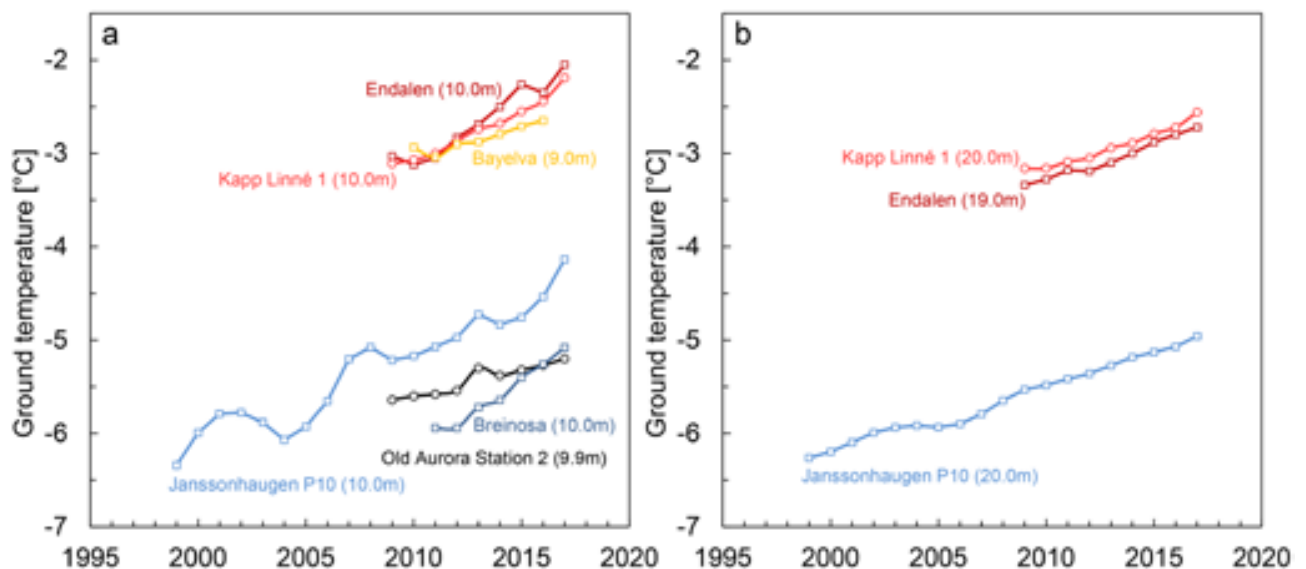 a
Ground temperature [°C]
-2
-3
-4
-5
-6
-7
1995 2000 2005 2010 2015 2020
Endalen (10.0m)
Bayelva (9.0m)
Kapp Linné 1 (10.0m)
Breinosa (10.0m)
Old Aurora Station 2 (9.9m)
Janssonhaugen P10 (10.0m)
b
Ground temperature [°C]
-2
-3
-4
-5
-6
-7
1995 2000 2005 2010 2015 2020
Kapp Linné 1 (20.0m)
Endalen (19.0m)
Janssonhaugen P10 (20.0m)